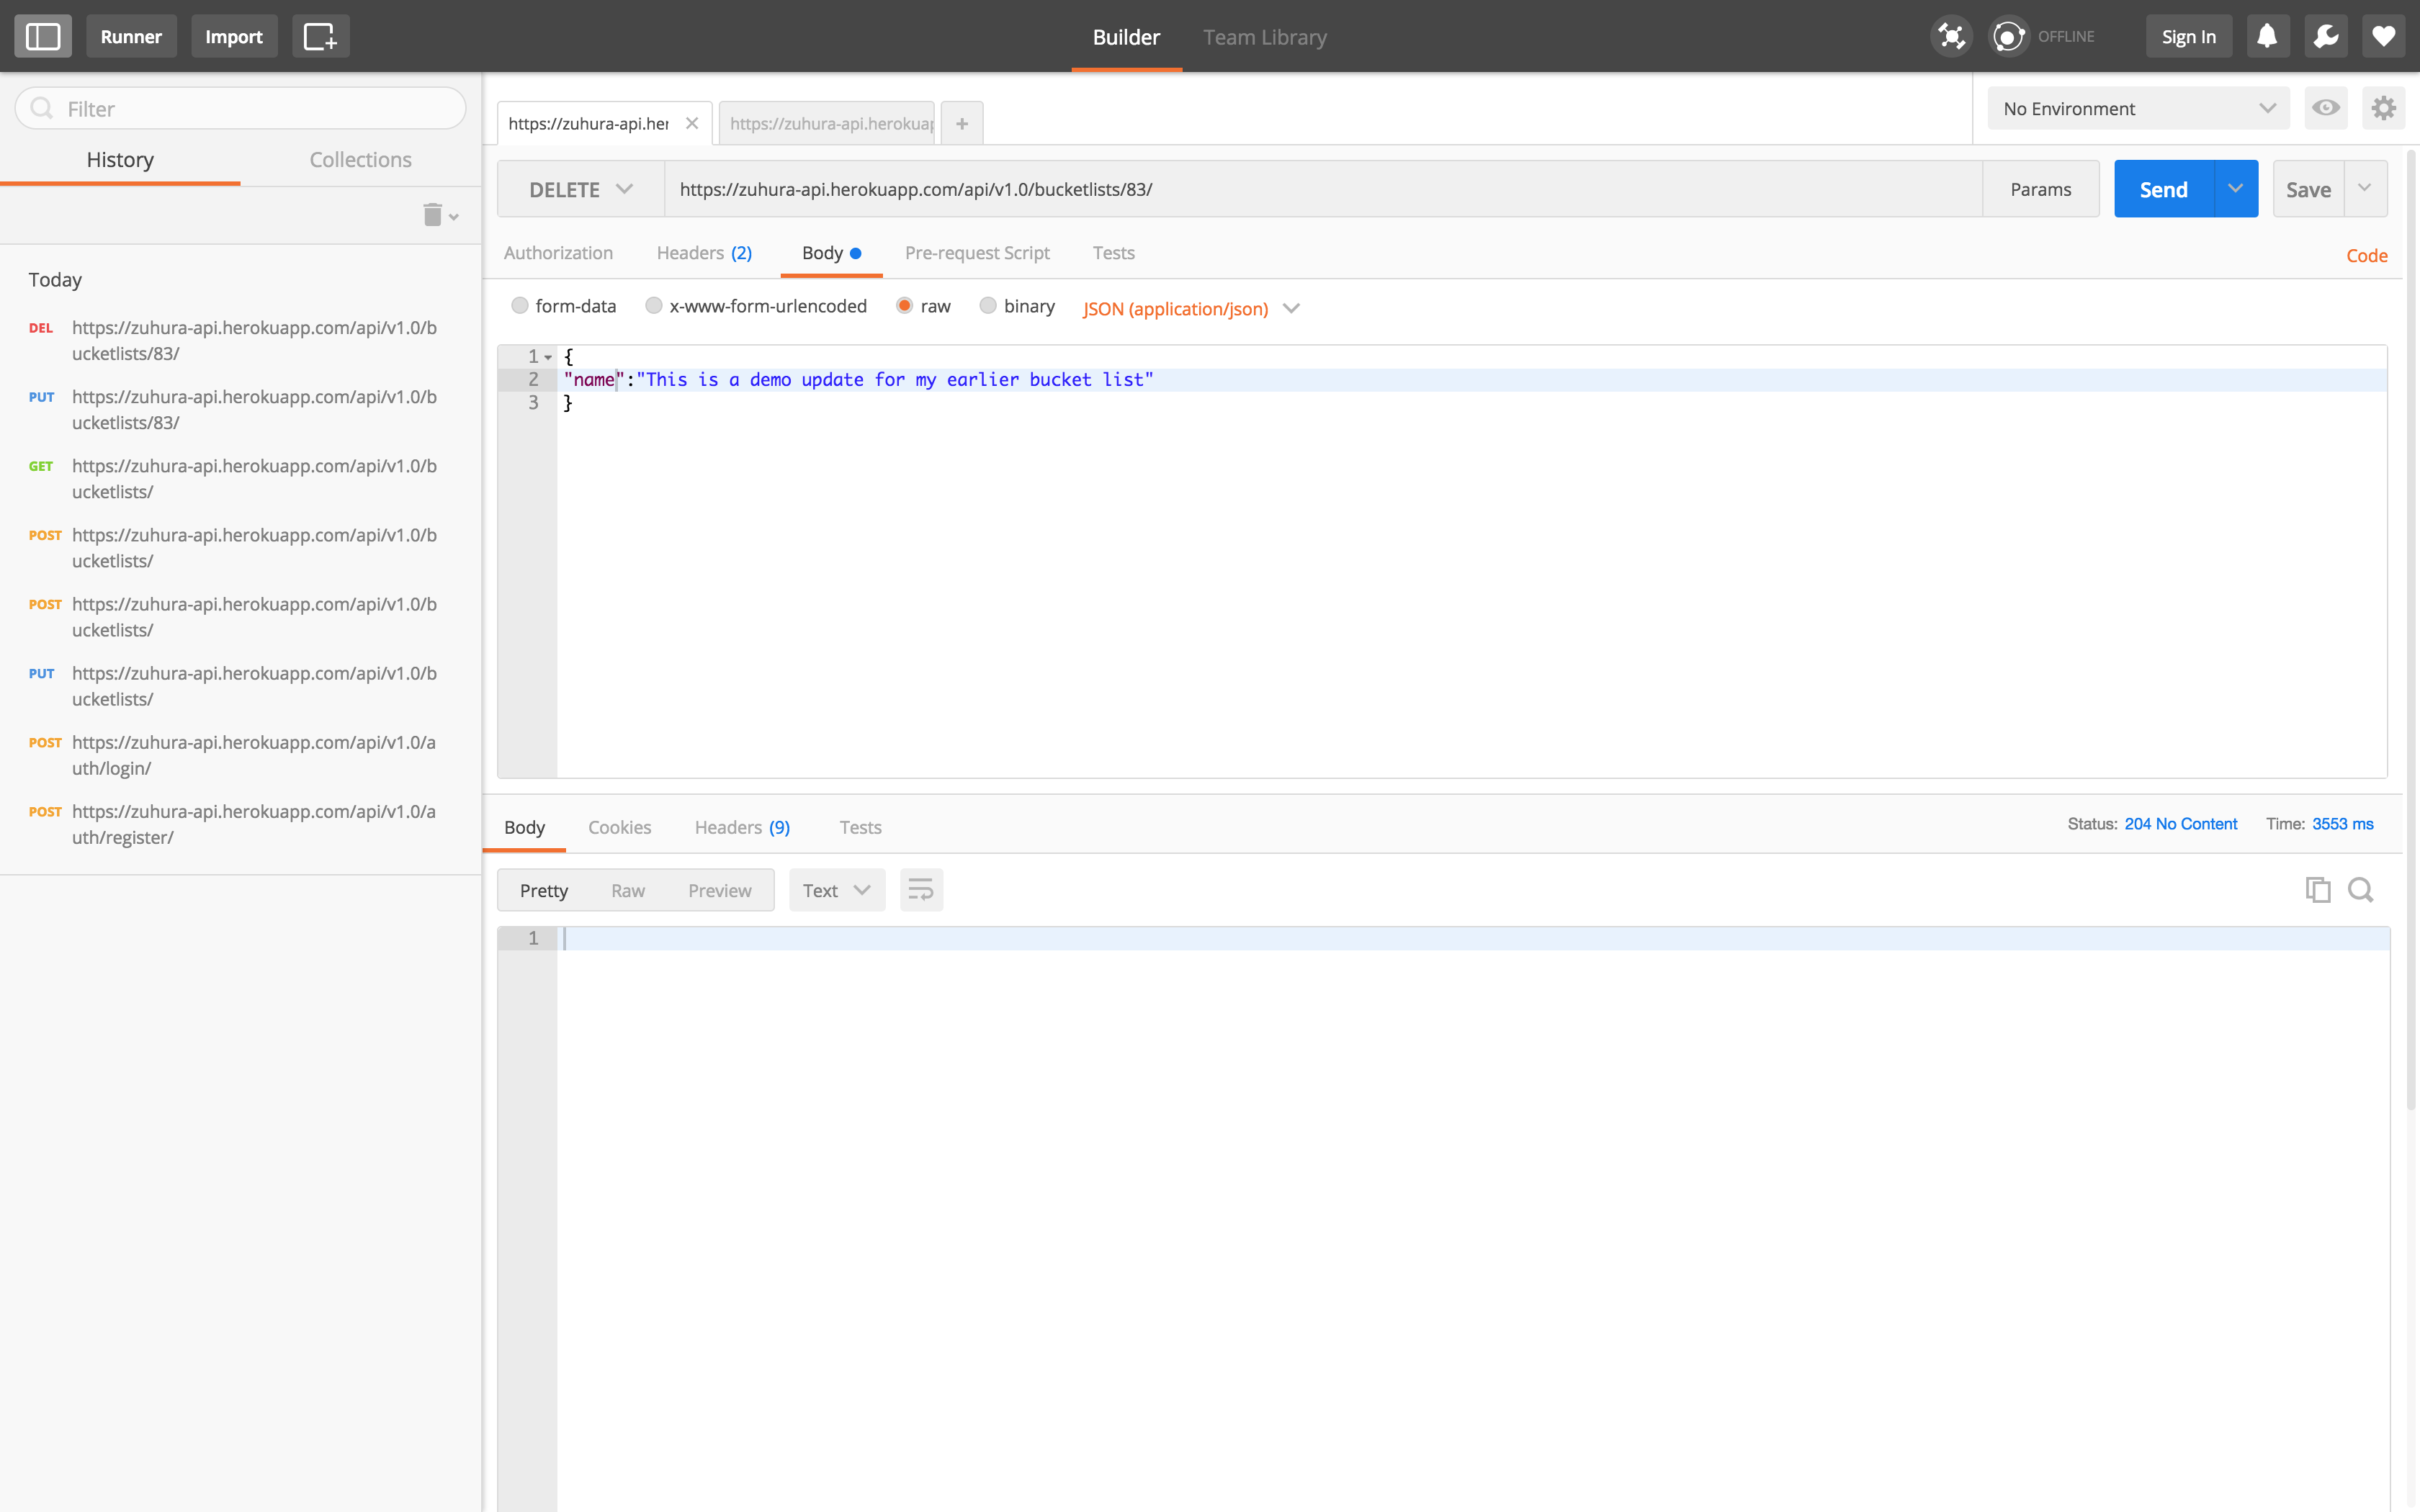 Runner
Import
Builder
Team Library
OFFLINE
Sign In
Filter
History
Collections
Today
DEL https://zuhura-api.herokuapp.com/api/v1.0/b
ucketlists/83/
PUT https://zuhura-api.herokuapp.com/api/v1.0/b
ucketlists/83/
GET https://zuhura-api.herokuapp.com/api/v1.0/b
ucketlists/
POST https://zuhura-api.herokuapp.com/api/v1.0/b
ucketlists/
POST https://zuhura-api.herokuapp.com/api/v1.0/b
ucketlists/
PUT https://zuhura-api.herokuapp.com/api/v1.0/b
ucketlists/
POST https://zuhura-api.herokuapp.com/api/v1.0/a
uth/login/
POST https://zuhura-api.herokuapp.com/api/v1.0/a
uth/register/
https://zuhura-api.her
https://zuhura-api.herokuap
No Environment
DELETE
https://zuhura-api.herokuapp.com/api/v1.0/bucketlists/83/
Params
Send
Save
Authorization
Headers (2)
Body
Pre-request Script
Tests
Code
form-data
x-www-form-urlencoded
raw
binary
JSON (application/json)
1 {
2 "name":"This is a demo update for my earlier bucket list"
3 }
Body
Cookies
Headers (9)
Tests
Status: 204 No Content
Time: 3553 ms
Pretty
Raw
Preview
Text
1